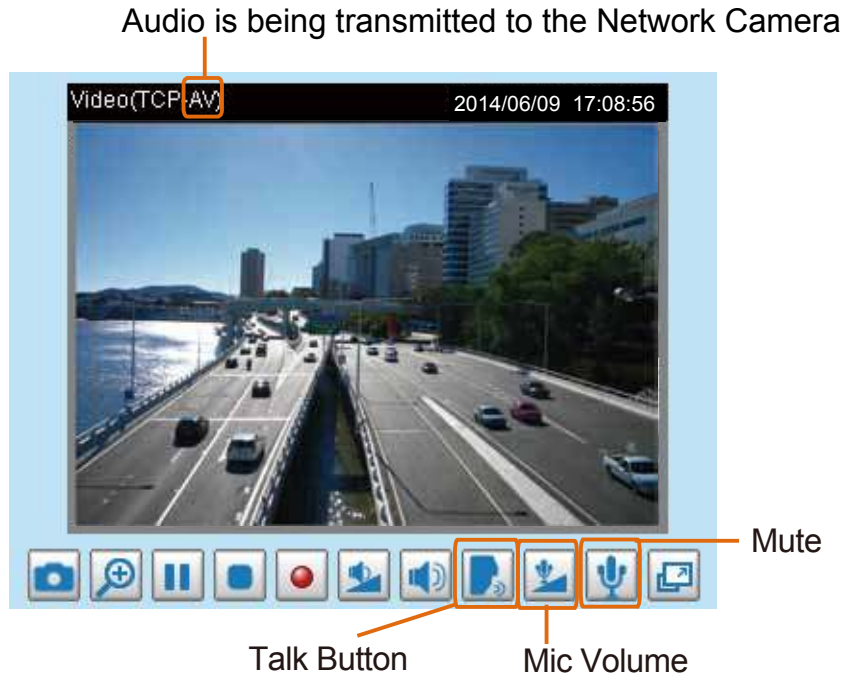 Audio is being transmitted to the Network Camera
Video(TCP-AV)
2014/06/09 17:08:56
Mute
Talk Button
Mic Volume